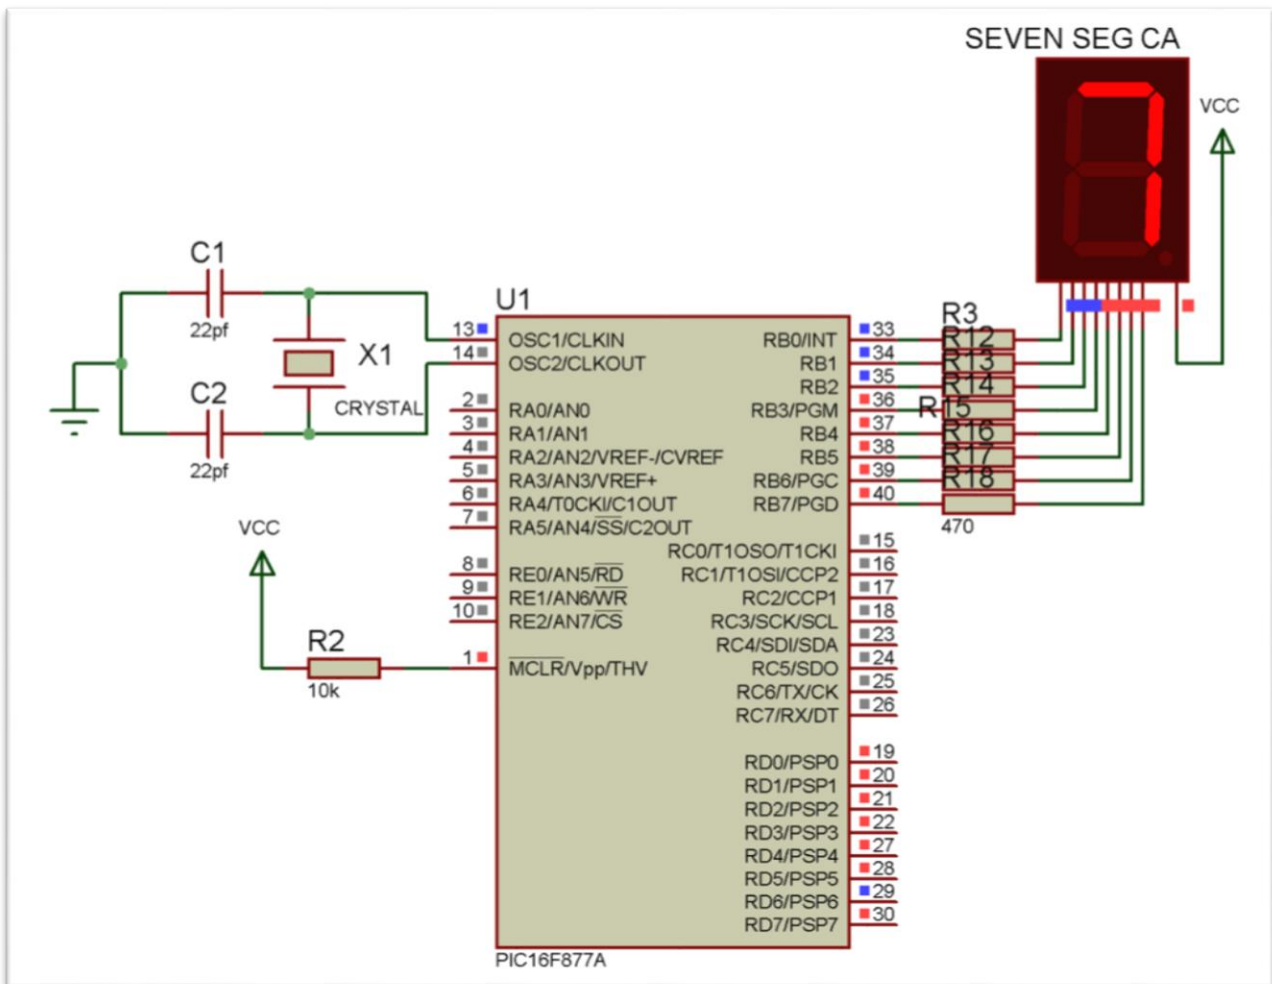 SEVEN SEG CA
VCC
C1
22pf
X1
CRYSTAL
C2
22pf
VCC
R2
10k
U1
13 OSC1/CLKIN
14 OSC2/CLKOUT
2 RA0/AN0
3 RA1/AN1
4 RA2/AN2/VREF-/CVREF
5 RA3/AN3/VREF+
6 RA4/T0CKI/C1OUT
7 RA5/AN4/SS/C2OUT
8 RE0/AN5/RD
9 RE1/AN6/WR
10 RE2/AN7/CS
1 MCLR/Vpp/THV
RB0/INT 33
RB1 34
RB2 35
RB3/PGM 36
RB4 37
RB5 38
RB6/PGC 39
RB7/PGD 40
RC0/T1OSO/T1CKI 15
RC1/T1OSI/CCP2 16
RC2/CCP1 17
RC3/SCK/SCL 18
RC4/SDI/SDA 23
RC5/SDO 24
RC6/TX/CK 25
RC7/RX/DT 26
RD0/PSP0 19
RD1/PSP1 20
RD2/PSP2 21
RD3/PSP3 22
RD4/PSP4 27
RD5/PSP5 28
RD6/PSP6 29
RD7/PSP7 30
PIC16F877A
R3
R12
R13
R14
R15
R16
R17
R18
470
7